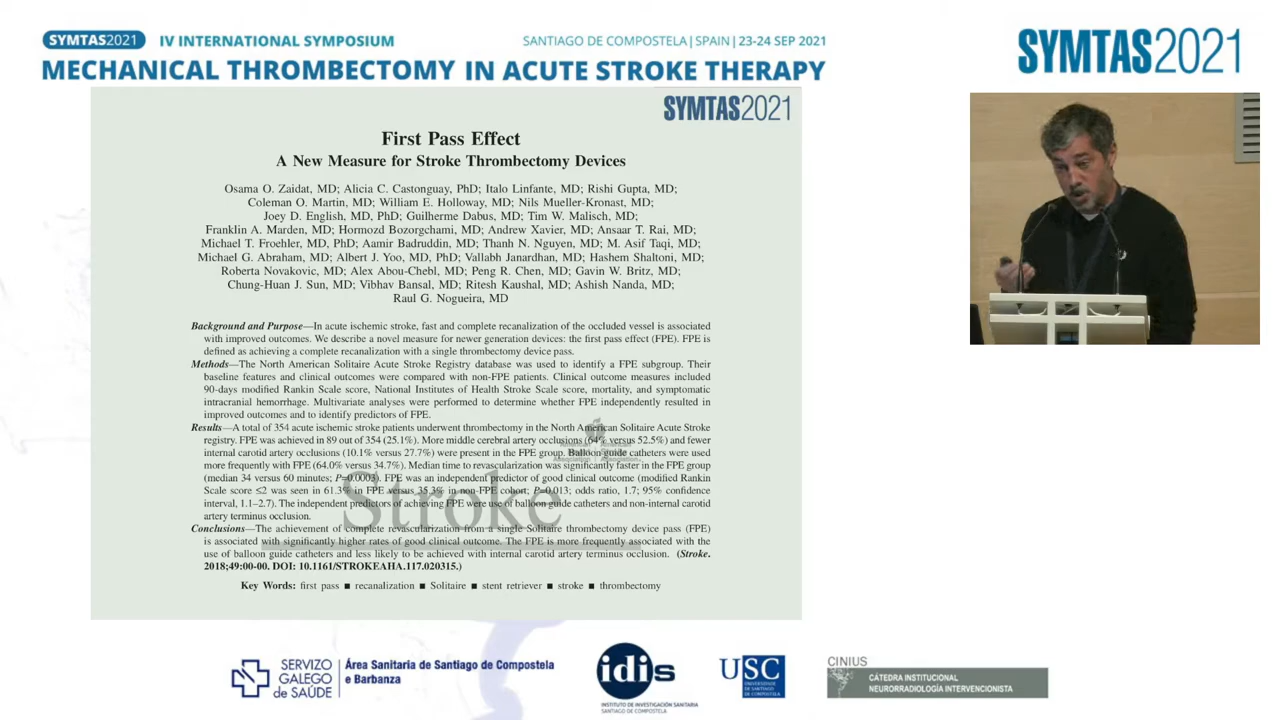 SYMTAS2021 IV INTERNATIONAL SYMPOSIUM SANTIAGO DE COMPOSTELA | SPAIN | 23-24 SEP 2021
MECHANICAL THROMBECTOMY IN ACUTE STROKE THERAPY
SYMTAS2021
SYMTAS2021
First Pass Effect
A New Measure for Stroke Thrombectomy Devices
Osama O. Zaidat, MD; Alicia C. Castonguay, PhD; Italo Linfante, MD; Rishi Gupta, MD;
Coleman O. Martin, MD; William E. Holloway, MD; Nils Mueller-Kronast, MD;
Joey D. English, MD, PhD; Guilherme Dabus, MD; Tim W. Malisch, MD;
Franklin A. Marden, MD; Hormozd Bozorgchami, MD; Andrew Xavier, MD; Ansaar T. Rai, MD;
Michael T. Froehler, MD, PhD; Aamir Badruddin, MD; Thanh N. Nguyen, MD; M. Asif Taqi, MD;
Michael G. Abraham, MD; Albert J. Yoo, MD, PhD; Vallabh Janardhan, MD; Hashem Shaltoni, MD;
Roberta Novakovic, MD; Alex Abou-Chebl, MD; Peng R. Chen, MD; Gavin W. Britz, MD;
Chung-Huan J. Sun, MD; Vibhav Bansal, MD; Ritesh Kaushal, MD; Ashish Nanda, MD;
Raul G. Nogueira, MD
Background and Purpose—In acute ischemic stroke, fast and complete recanalization of the occluded vessel is associated
with improved outcomes. We describe a novel measure for newer generation devices: the first pass effect (FPE). FPE is
defined as achieving a complete recanalization with a single thrombectomy device pass.
Methods—The North American Solitaire Acute Stroke Registry database was used to identify a FPE subgroup. Their
baseline features and clinical outcomes were compared with non-FPE patients. Clinical outcome measures included
90-days modified Rankin Scale score, National Institutes of Health Stroke Scale score, mortality, and symptomatic
intracranial hemorrhage. Multivariate analyses were performed to determine whether FPE independently resulted in
improved outcomes and to identify predictors of FPE.
Results—A total of 354 acute ischemic stroke patients underwent thrombectomy in the North American Solitaire Acute Stroke
registry. FPE was achieved in 89 out of 354 (25.1%). More middle cerebral artery occlusions (64% versus 52.5%) and fewer
internal carotid artery occlusions (10.1% versus 27.7%) were present in the FPE group. Balloon guide catheters were used
more frequently with FPE (64.0% versus 34.7%). Median time to revascularization was significantly faster in the FPE group
(median 34 versus 60 minutes; P=0.0003). FPE was an independent predictor of good clinical outcome (modified Rankin
Scale score ≤2 was seen in 61.3% in FPE versus 35.3% in non-FPE cohort; P=0.013; odds ratio, 1.7; 95% confidence
interval, 1.1–2.7). The independent predictors of achieving FPE were use of balloon guide catheters and non-internal carotid
artery terminus occlusion.
Stroke
Conclusions—The achievement of complete revascularization from a single Solitaire thrombectomy device pass (FPE)
is associated with significantly higher rates of good clinical outcome. The FPE is more frequently associated with the
use of balloon guide catheters and less likely to be achieved with internal carotid artery terminus occlusion. (Stroke.
2018;49:00-00. DOI: 10.1161/STROKEAHA.117.020315.)
Key Words: first pass ■ recanalization ■ Solitaire ■ stent retriever ■ stroke ■ thrombectomy
SERVIZO
GALEGO
de SAÚDE
Área Sanitaria de Santiago de Compostela
e Barbanza
idis
INSTITUTO DE INVESTIGACIÓN SANITARIA
SANTIAGO DE COMPOSTELA
USC
UNIVERSIDADE
DE SANTIAGO
DE COMPOSTELA
CINIUS
CÁTEDRA INSTITUCIONAL
NEURORRADIOLOGÍA INTERVENCIONISTA